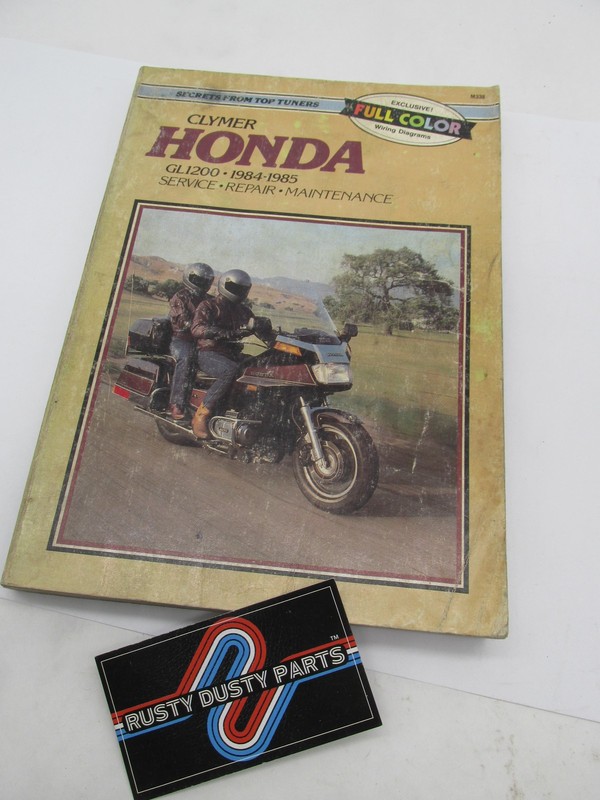 SECRETS FROM TOP TUNERS
EXCLUSIVE!
FULL COLOR
Wiring Diagrams
CLYMER
HONDA
GL1200 • 1984-1985
SERVICE • REPAIR • MAINTENANCE
RUSTY DUSTY PARTS
TM